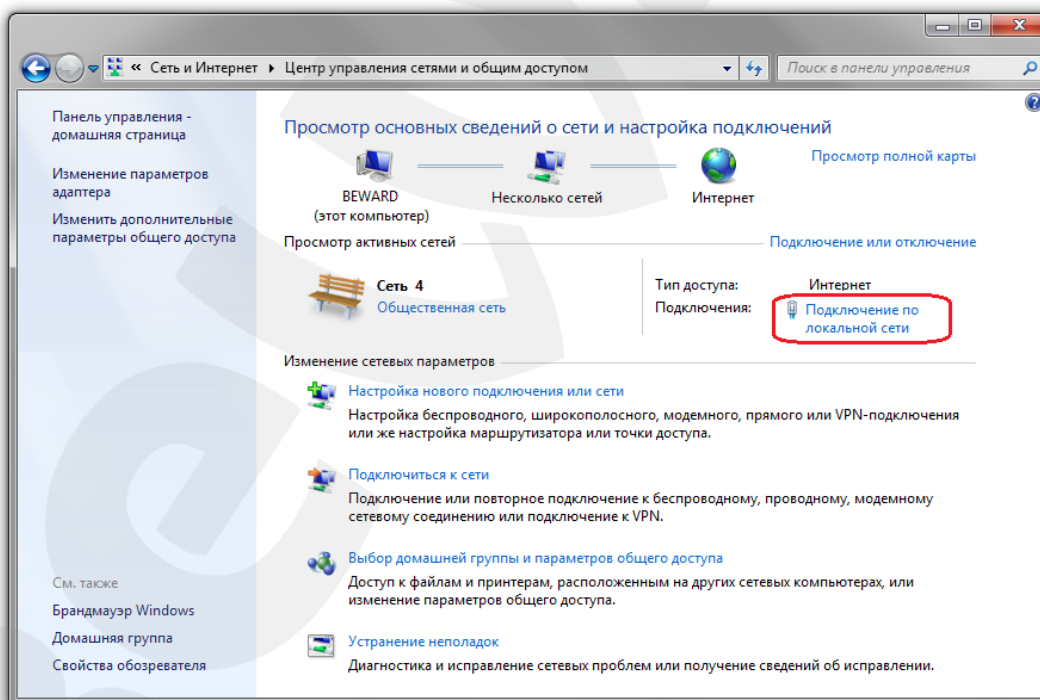 « Сеть и Интернет ▸ Центр управления сетями и общим доступом
Поиск в панели управления
Панель управления -
домашняя страница
Изменение параметров
адаптера
Изменить дополнительные
параметры общего доступа
См. также
Брандмауэр Windows
Домашняя группа
Свойства обозревателя
Просмотр основных сведений о сети и настройка подключений
Просмотр полной карты
BEWARD
(этот компьютер)
Несколько сетей
Интернет
Просмотр активных сетей
Подключение или отключение
Сеть 4
Общественная сеть
Тип доступа: Интернет
Подключения: Подключение по
локальной сети
Изменение сетевых параметров
Настройка нового подключения или сети
Настройка беспроводного, широкополосного, модемного, прямого или VPN-подключения
или же настройка маршрутизатора или точки доступа.
Подключиться к сети
Подключение или повторное подключение к беспроводному, проводному, модемному
сетевому соединению или подключение к VPN.
Выбор домашней группы и параметров общего доступа
Доступ к файлам и принтерам, расположенным на других сетевых компьютерах, или
изменение параметров общего доступа.
Устранение неполадок
Диагностика и исправление сетевых проблем или получение сведений об исправлении.